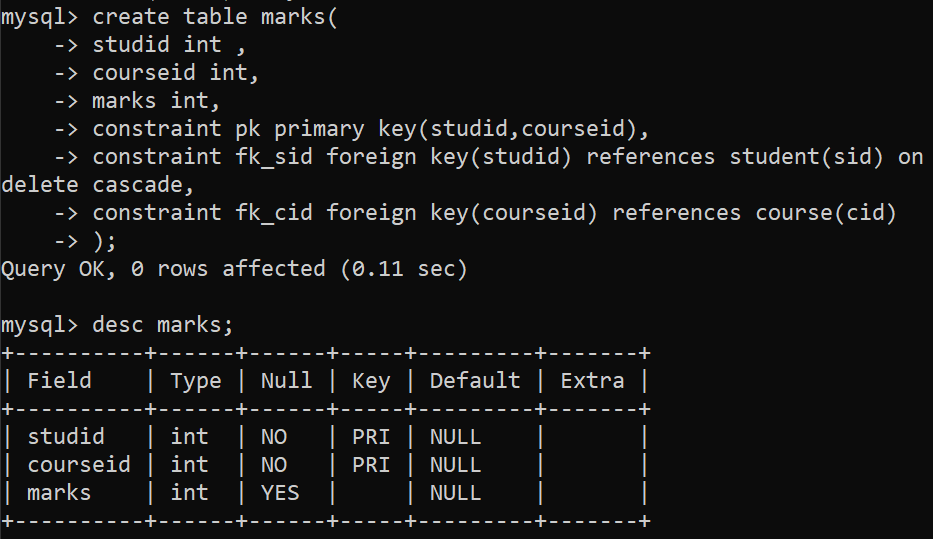 mysql> create table marks(
    -> studid int ,
    -> courseid int,
    -> marks int,
    -> constraint pk primary key(studid,courseid),
    -> constraint fk_sid foreign key(studid) references student(sid) on
delete cascade,
    -> constraint fk_cid foreign key(courseid) references course(cid)
    -> );
Query OK, 0 rows affected (0.11 sec)

mysql> desc marks;
+----------+------+------+-----+---------+-------+
| Field    | Type | Null | Key | Default | Extra |
+----------+------+------+-----+---------+-------+
| studid   | int  | NO   | PRI | NULL    |       |
| courseid | int  | NO   | PRI | NULL    |       |
| marks    | int  | YES  |     | NULL    |       |
+----------+------+------+-----+---------+-------+